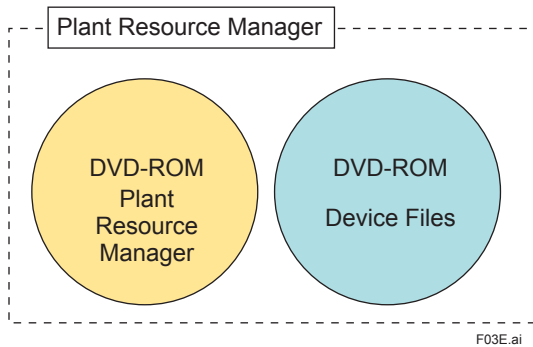 Plant Resource Manager
DVD-ROM
Plant
Resource
Manager
DVD-ROM
Device Files
F03E.ai